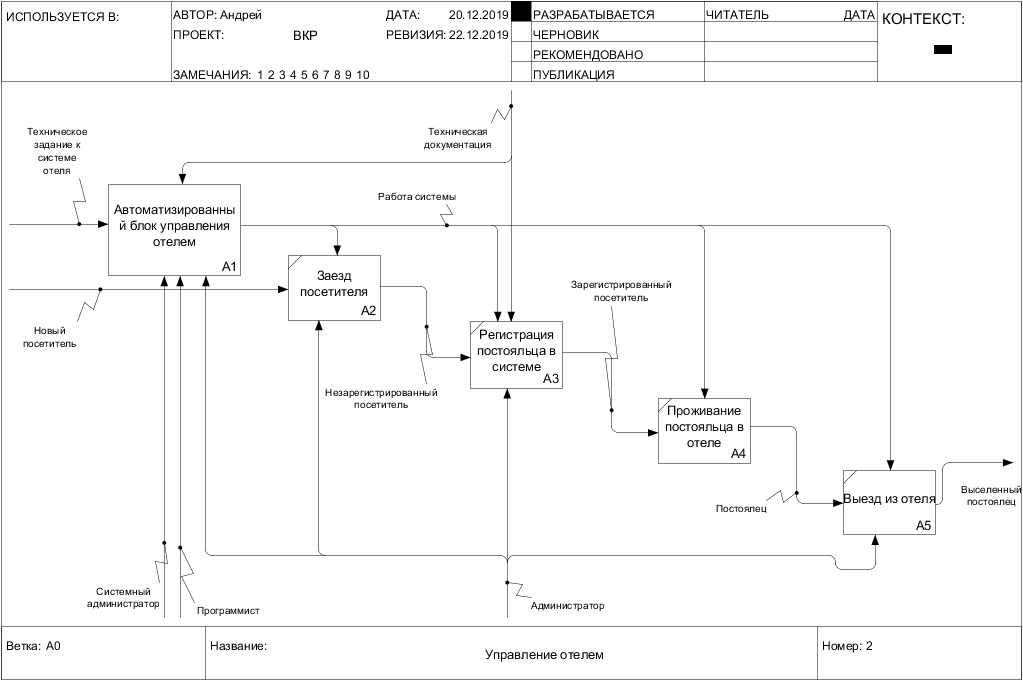 ИСПОЛЬЗУЕТСЯ В:
АВТОР: Андрей
ДАТА: 20.12.2019
РАЗРАБАТЫВАЕТСЯ
ЧИТАТЕЛЬ
ДАТА
КОНТЕКСТ:
ПРОЕКТ: ВКР
РЕВИЗИЯ: 22.12.2019
ЧЕРНОВИК
РЕКОМЕНДОВАНО
ЗАМЕЧАНИЯ: 1 2 3 4 5 6 7 8 9 10
ПУБЛИКАЦИЯ
Техническое
задание к
системе
отеля
Техническая
документация
Работа системы
Автоматизированны
й блок управления
отелем
A1
Заезд
посетителя
A2
Зарегистрированный
посетитель
Новый
посетитель
Регистрация
постояльца в
системе
A3
Незарегистрированный
посетитель
Проживание
постояльца в
отеле
A4
Постоялец
Выезд из отеля
A5
Выселенный
постоялец
Системный
администратор
Программист
Администратор
Ветка: A0
Название:
Управление отелем
Номер: 2